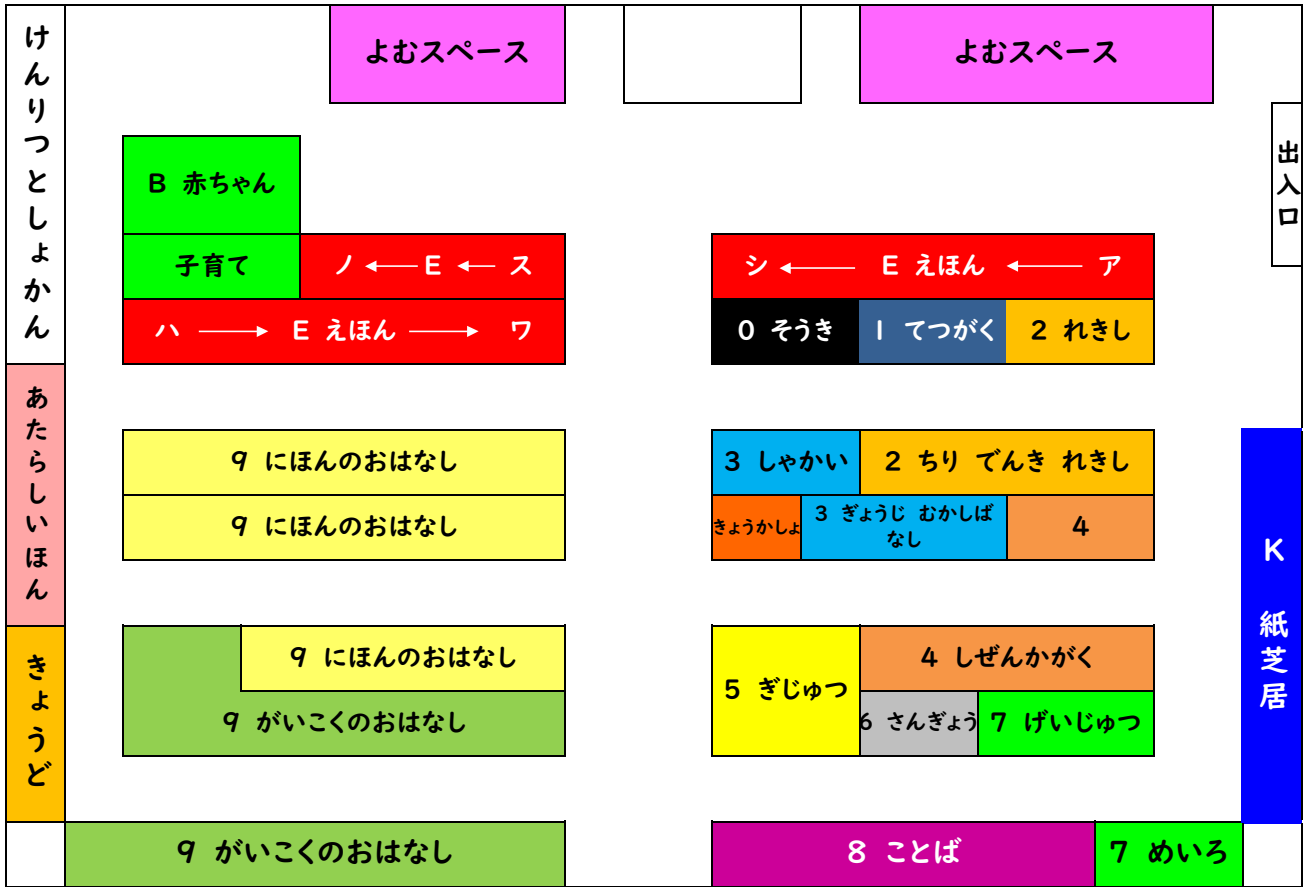 けんりつとしょかん
よむスペース
よむスペース
出入口
B 赤ちゃん
子育て
ノ ← E ← ス
シ ← E えほん ← ア
ハ → E えほん → ワ
0 そうき
1 てつがく
2 れきし
あたらしいほん
9 にほんのおはなし
3 しゃかい
2 ちり でんき れきし
9 にほんのおはなし
きょうかしょ
3 ぎょうじ むかしば
なし
4
K 紙芝居
きょうど
9 にほんのおはなし
9 がいこくのおはなし
5 ぎじゅつ
4 しぜんかがく
6 さんぎょう
7 げいじゅつ
9 がいこくのおはなし
8 ことば
7 めいろ